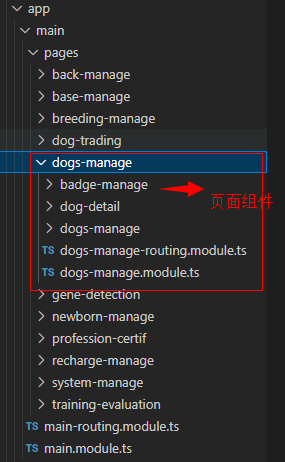 app
main
pages
back-manage
base-manage
breeding-manage
dog-trading
dogs-manage
badge-manage
页面组件
dog-detail
dogs-manage
TS dogs-manage-routing.module.ts
TS dogs-manage.module.ts
gene-detection
newborn-manage
profession-certif
recharge-manage
system-manage
training-evaluation
TS main-routing.module.ts
TS main.module.ts